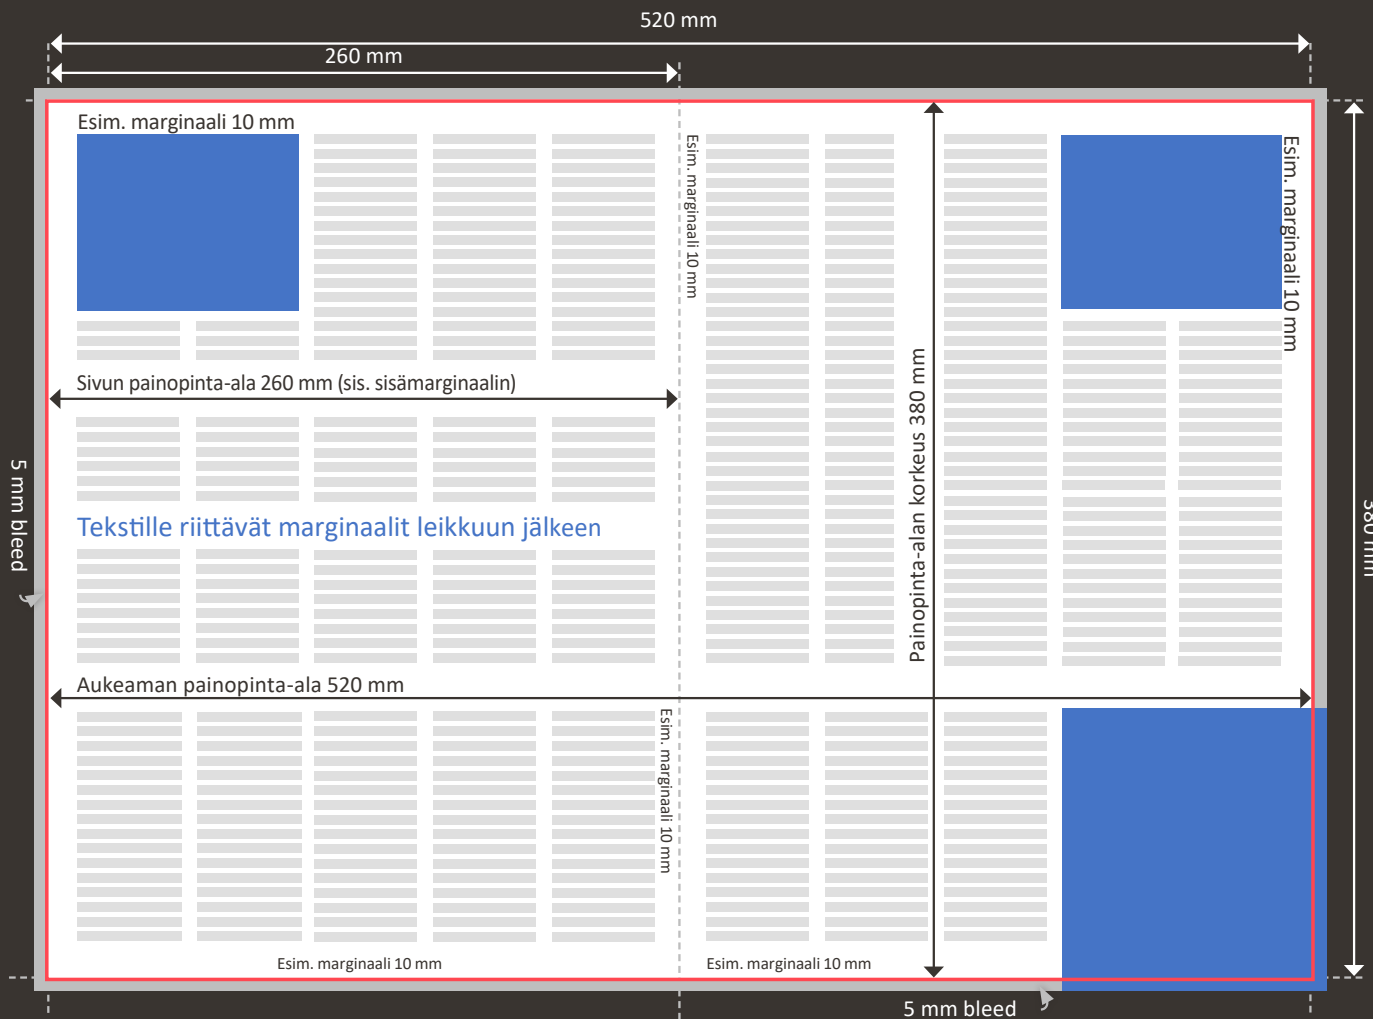 520 mm
260 mm
Esim. marginaali 10 mm
Esim. marginaali 10 mm
Esim. marginaali 10 mm
Sivun painopinta-ala 260 mm (sis. sisämarginaalin)
Painopinta-alan korkeus 380 mm
5 mm bleed
380 mm
Tekstille riittävät marginaalit leikkuun jälkeen
Aukeaman painopinta-ala 520 mm
Esim. marginaali 10 mm
Esim. marginaali 10 mm
Esim. marginaali 10 mm
5 mm bleed